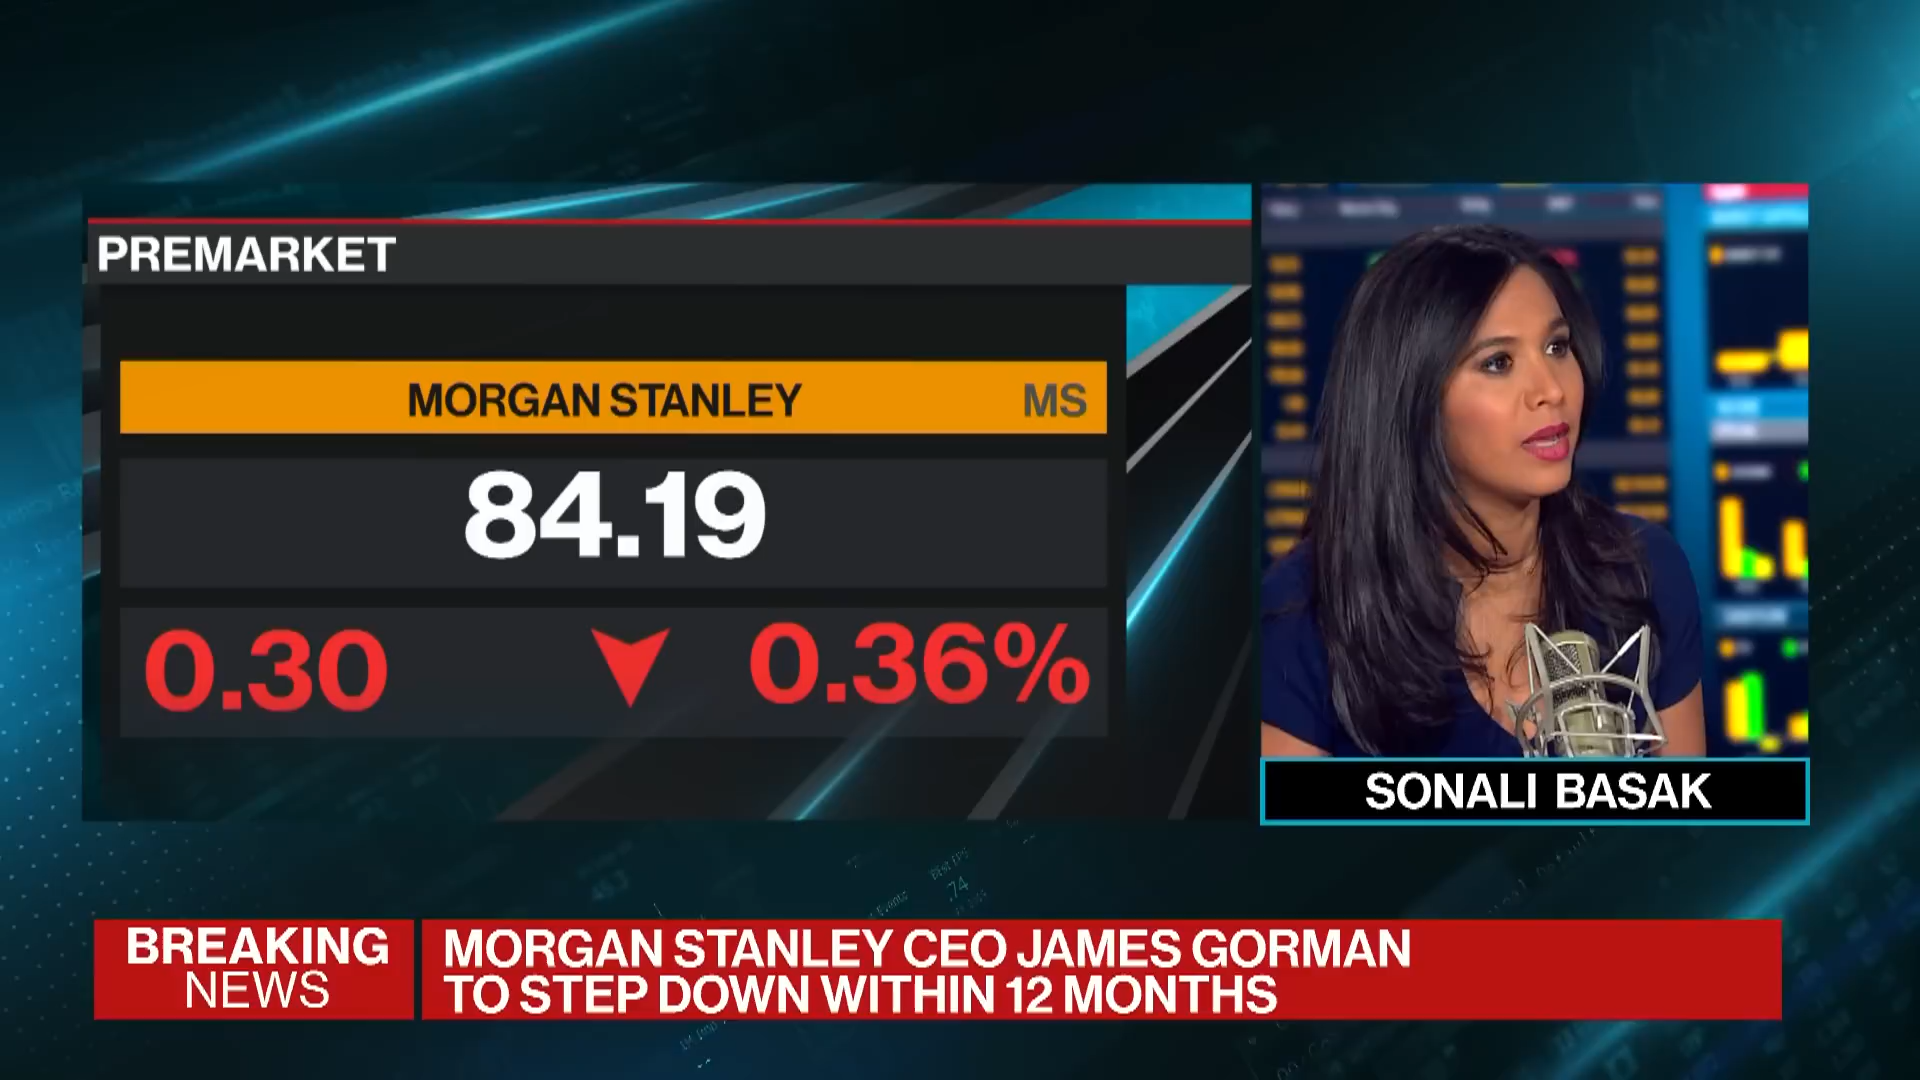 PREMARKET
MORGAN STANLEY MS
84.19
0.30 0.36%
SONALI BASAK
BREAKING
NEWS
MORGAN STANLEY CEO JAMES GORMAN
TO STEP DOWN WITHIN 12 MONTHS